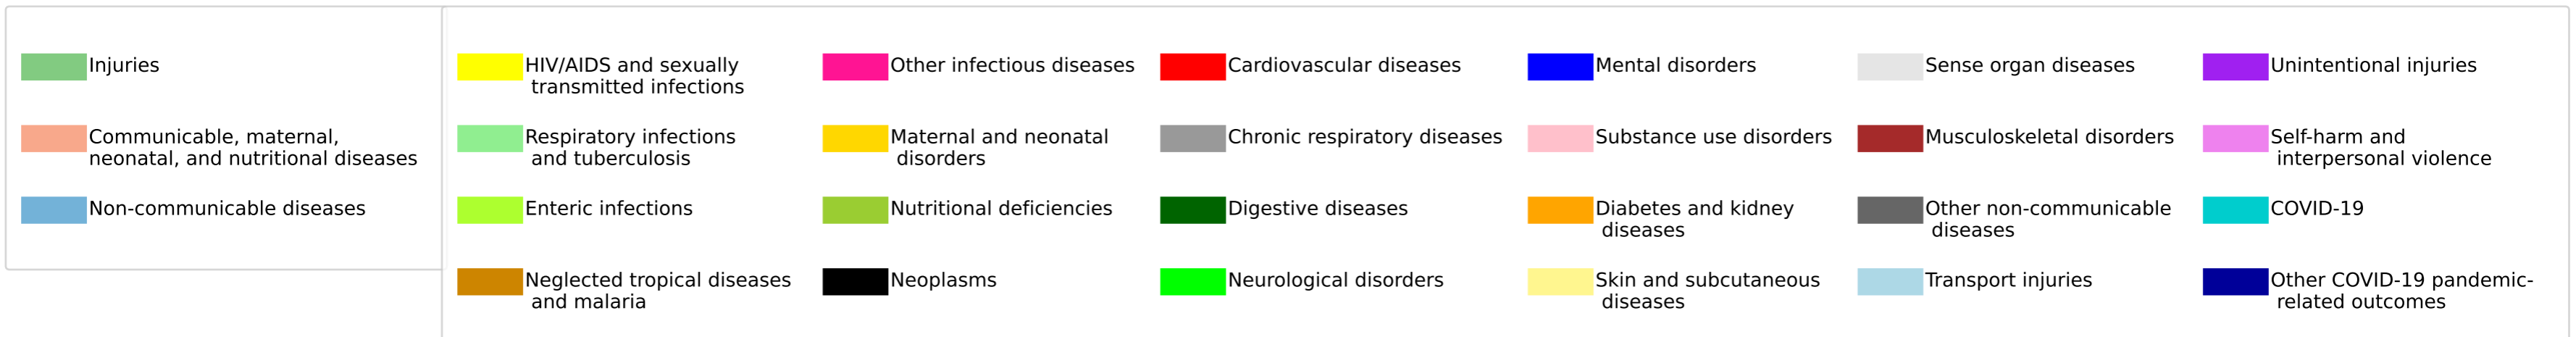 Injuries
Communicable, maternal,
neonatal, and nutritional diseases
Non-communicable diseases
HIV/AIDS and sexually
transmitted infections
Respiratory infections
and tuberculosis
Enteric infections
Neglected tropical diseases
and malaria
Other infectious diseases
Maternal and neonatal
disorders
Nutritional deficiencies
Neoplasms
Cardiovascular diseases
Chronic respiratory diseases
Digestive diseases
Neurological disorders
Mental disorders
Substance use disorders
Diabetes and kidney
diseases
Skin and subcutaneous
diseases
Sense organ diseases
Musculoskeletal disorders
Other non-communicable
diseases
Transport injuries
Unintentional injuries
Self-harm and
interpersonal violence
COVID-19
Other COVID-19 pandemic-
related outcomes